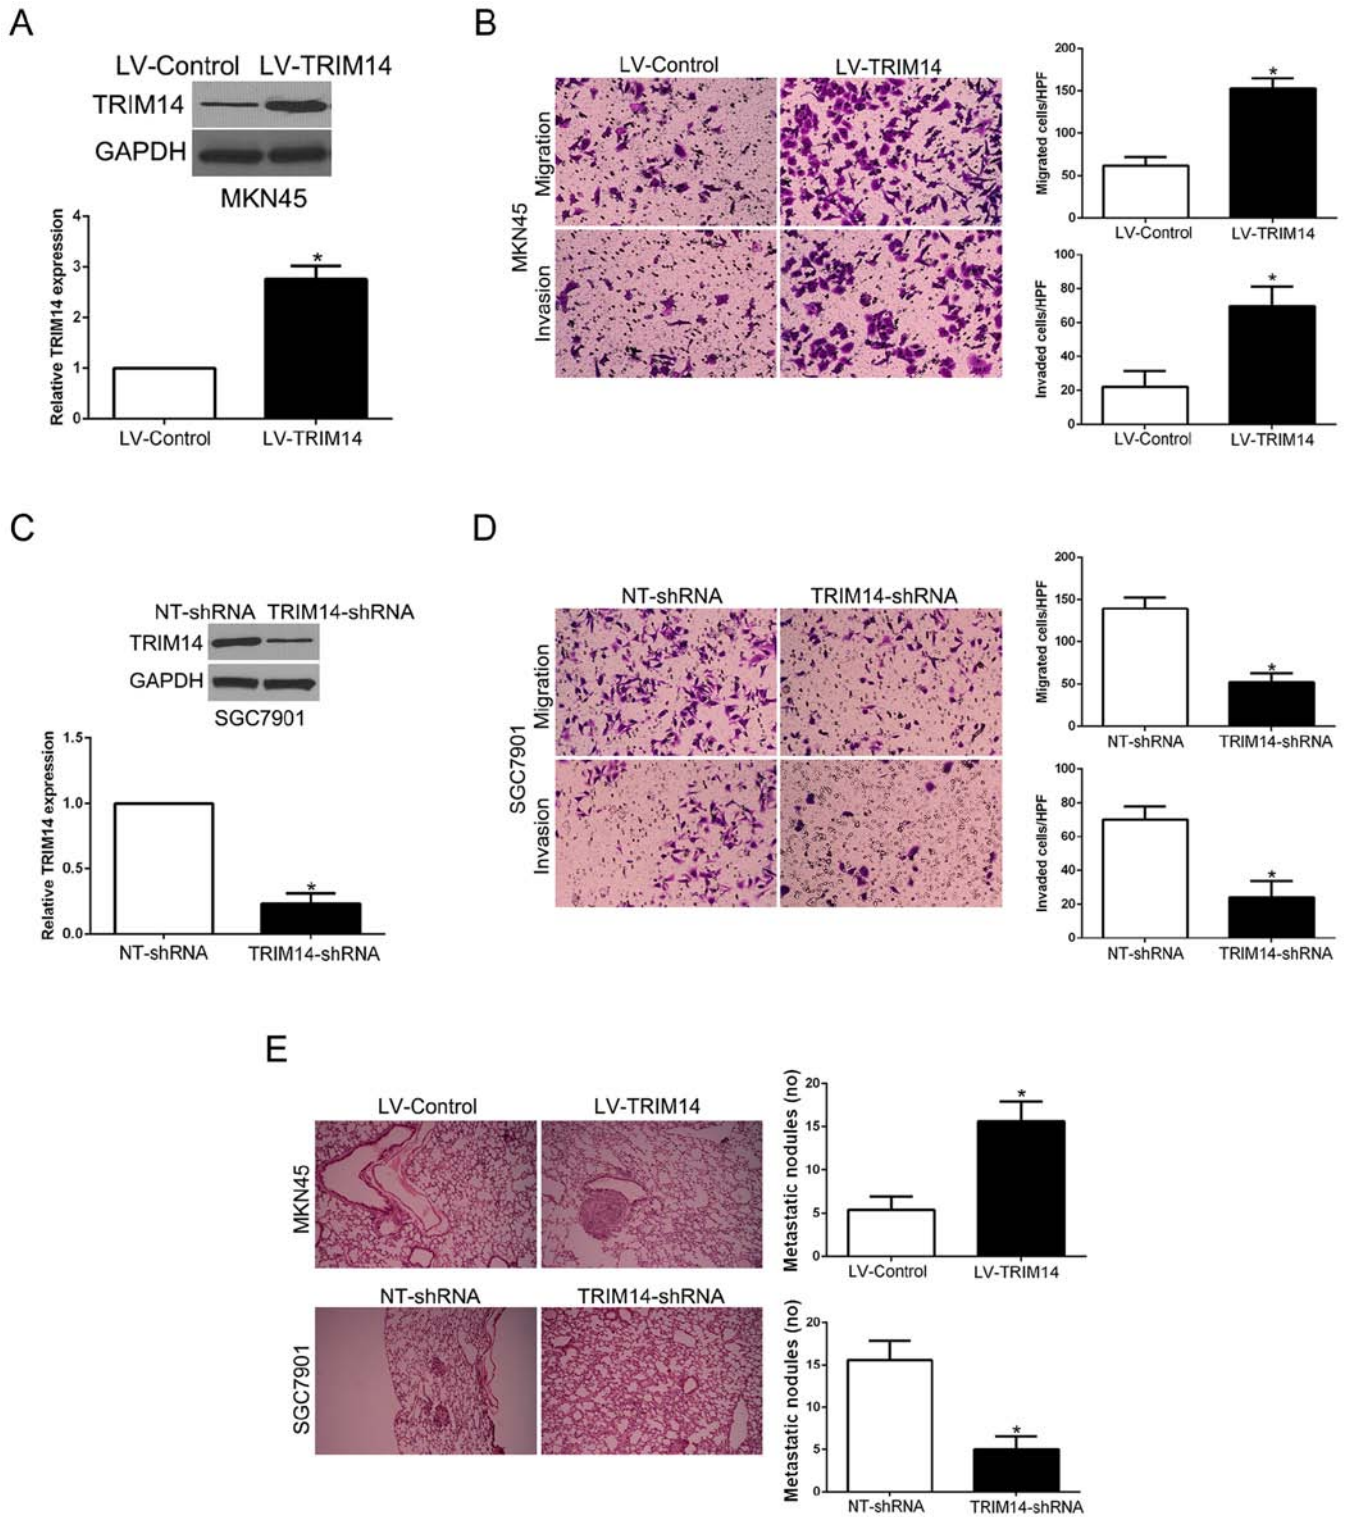 A
LV-Control LV-TRIM14
TRIM14
GAPDH
MKN45
Relative TRIM14 expression
4
3
2
1
0
*
LV-Control LV-TRIM14
B
LV-Control LV-TRIM14
MKN45
Migration
Invasion
Migrated cells/HPF
200
150
100
50
0
*
LV-Control LV-TRIM14
Invaded cells/HPF
100
80
60
40
20
0
*
LV-Control LV-TRIM14
C
NT-shRNA TRIM14-shRNA
TRIM14
GAPDH
SGC7901
Relative TRIM14 expression
1.5
1.0
0.5
0.0
*
NT-shRNA TRIM14-shRNA
D
NT-shRNA TRIM14-shRNA
SGC7901
Migration
Invasion
Migrated cells/HPF
200
150
100
50
0
*
NT-shRNA TRIM14-shRNA
Invaded cells/HPF
100
80
60
40
20
0
*
NT-shRNA TRIM14-shRNA
E
LV-Control LV-TRIM14
MKN45
Metastatic nodules (no)
20
15
10
5
0
*
LV-Control LV-TRIM14
NT-shRNA TRIM14-shRNA
SGC7901
Metastatic nodules (no)
20
15
10
5
0
*
NT-shRNA TRIM14-shRNA